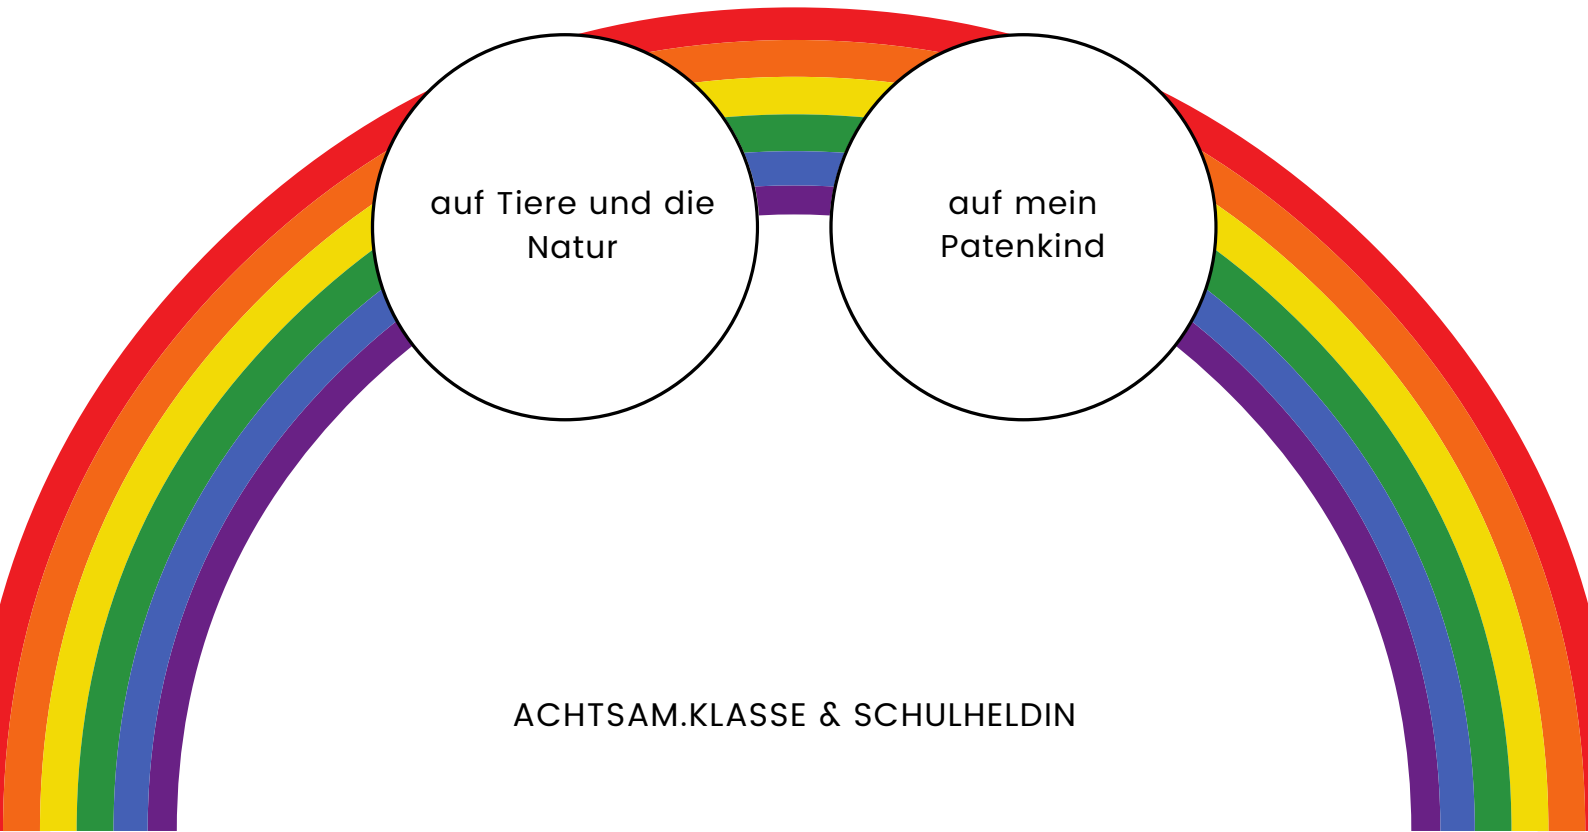 auf Tiere und die
Natur
auf mein
Patenkind
ACHTSAM.KLASSE & SCHULHELDIN